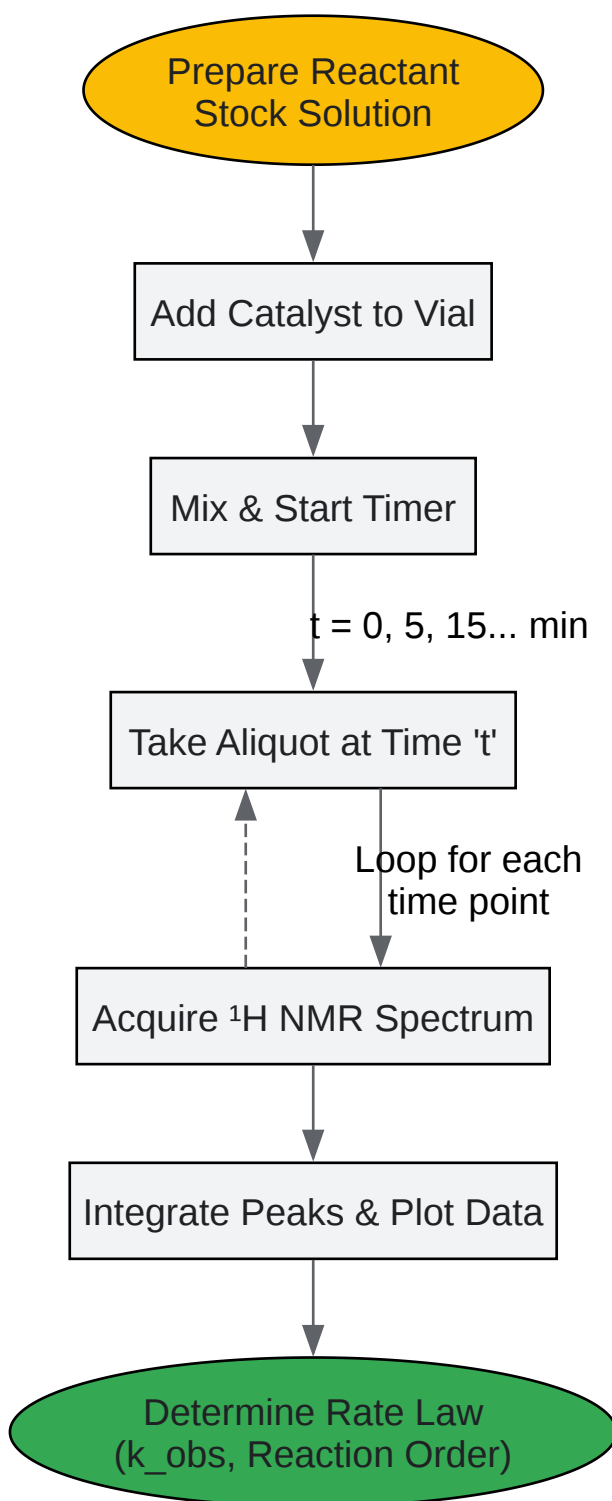 Prepare Reactant
Stock Solution
Add Catalyst to Vial
Mix & Start Timer
t = 0, 5, 15... min
Take Aliquot at Time 't'
Loop for each
time point
Acquire ¹H NMR Spectrum
Integrate Peaks & Plot Data
Determine Rate Law
(k_obs, Reaction Order)